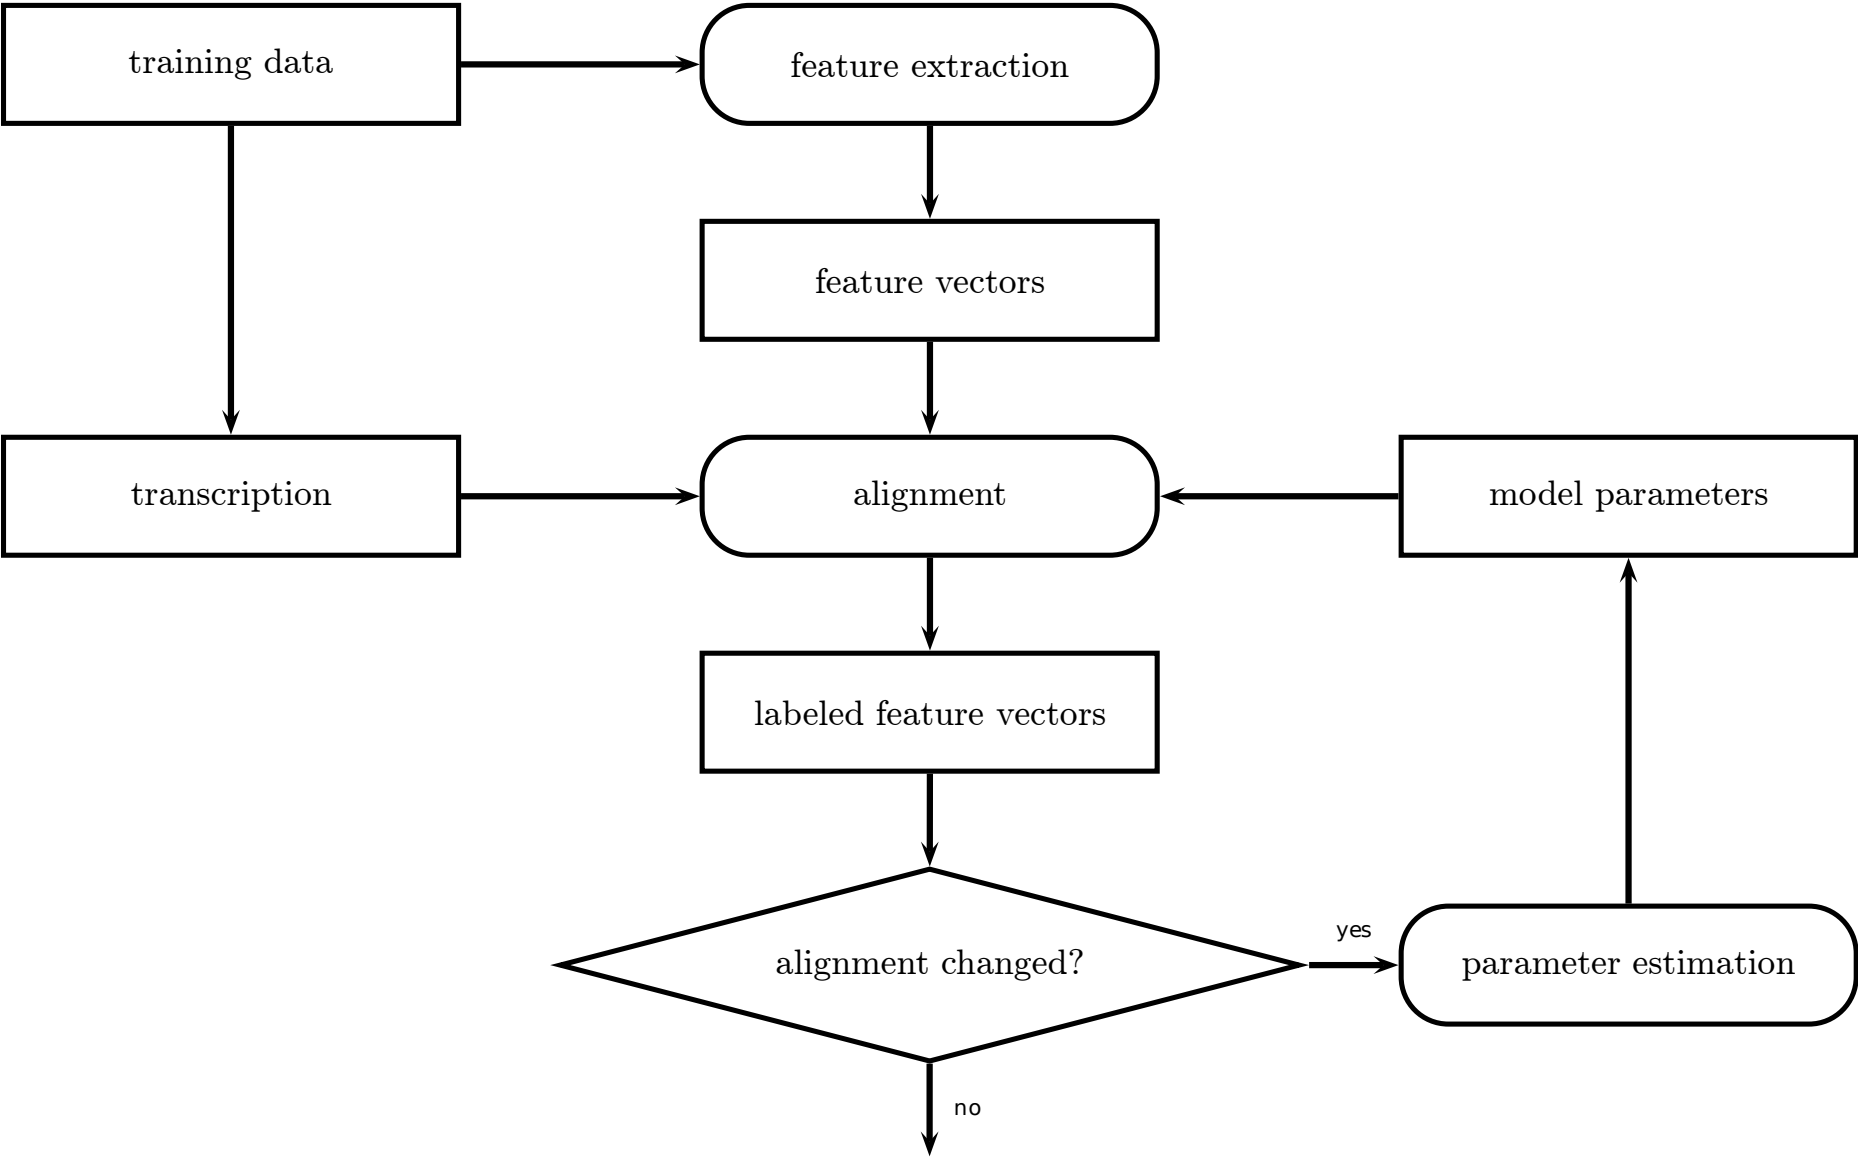 training data
feature extraction
feature vectors
transcription
alignment
model parameters
labeled feature vectors
alignment changed?
yes
parameter estimation
no